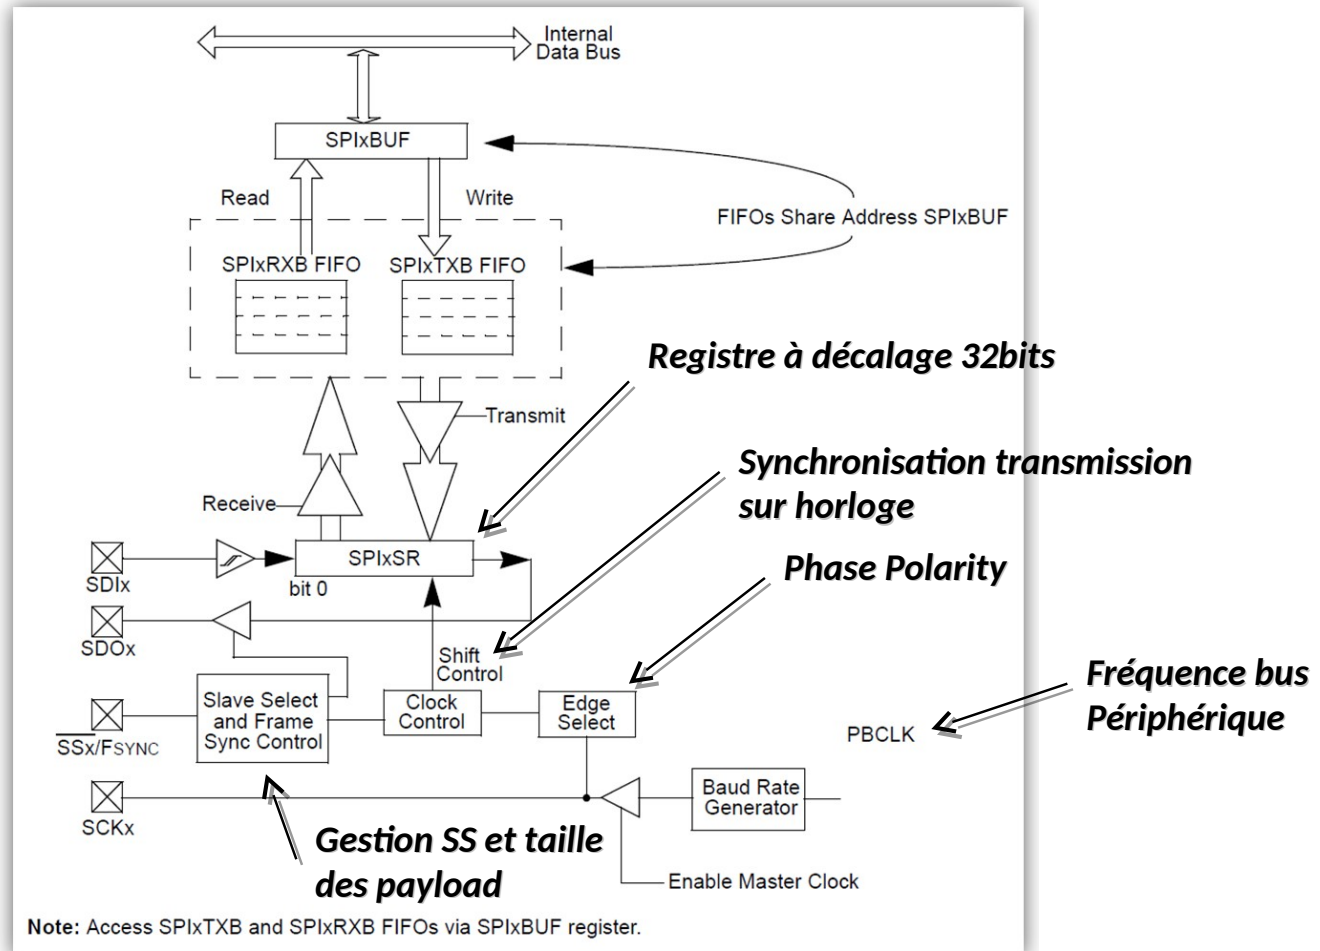 Internal
Data Bus
SPIxBUF
Read
Write
FIFOs Share Address SPIxBUF
SPIxRXB FIFO
SPIxTXB FIFO
Registre à décalage 32bits
Transmit
Synchronisation transmission
sur horloge
Receive
SPIxSR
Phase Polarity
SDIx
bit 0
SDOx
Shift
Control
Slave Select
and Frame
Sync Control
Clock
Control
Edge
Select
Fréquence bus
Périphérique
PBCLK
SSx/FSYNC
Baud Rate
Generator
SCKx
Gestion SS et taille
des payload
Enable Master Clock
Note: Access SPIxTXB and SPIxRXB FIFOs via SPIxBUF register.